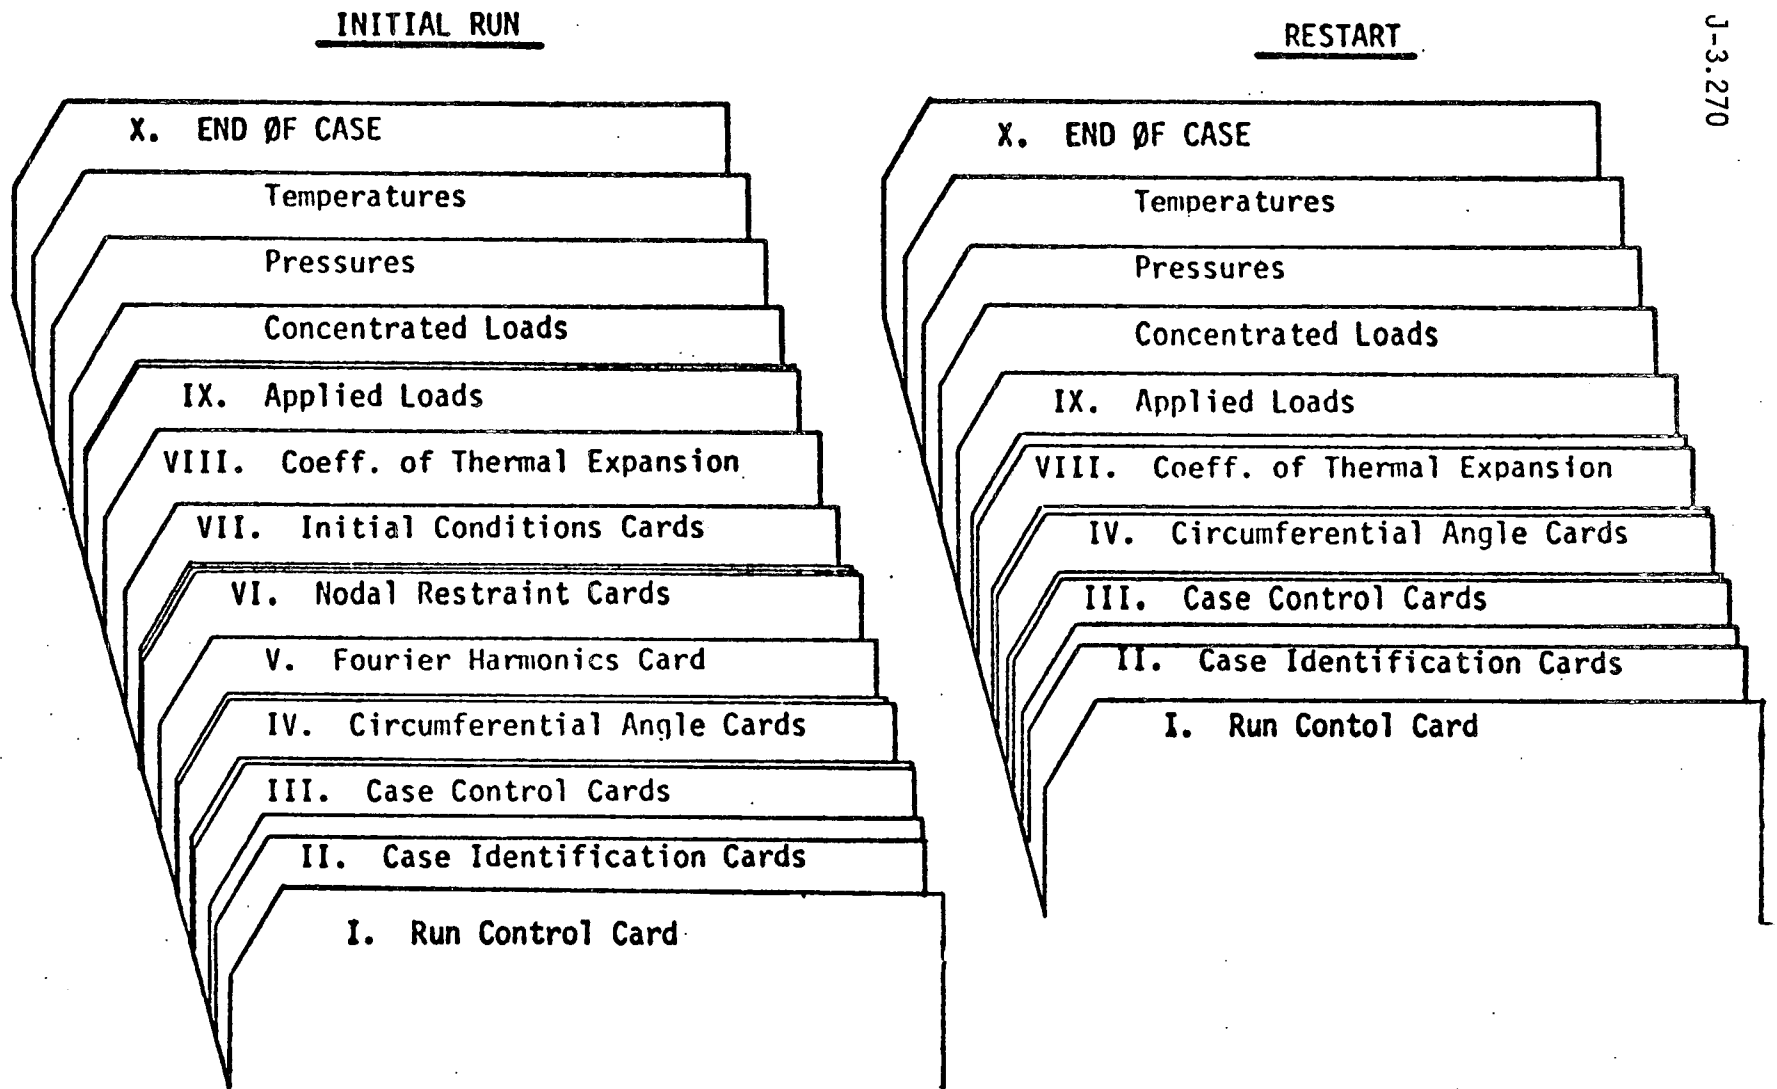 INITIAL RUN
X. END ØF CASE
Temperatures
Pressures
Concentrated Loads
IX. Applied Loads
VIII. Coeff. of Thermal Expansion
VII. Initial Conditions Cards
VI. Nodal Restraint Cards
V. Fourier Harmonics Card
IV. Circumferential Angle Cards
III. Case Control Cards
II. Case Identification Cards
I. Run Control Card
RESTART
X. END ØF CASE
Temperatures
Pressures
Concentrated Loads
IX. Applied Loads
VIII. Coeff. of Thermal Expansion
IV. Circumferential Angle Cards
III. Case Control Cards
II. Case Identification Cards
I. Run Contol Card
J-3.270